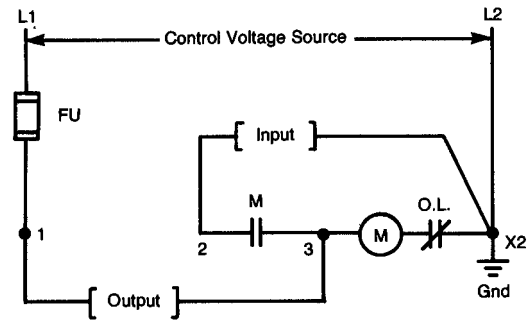 L1
L2
Control Voltage Source
FU
Input
M
O.L.
1
2
3
M
X2
Gnd
Output